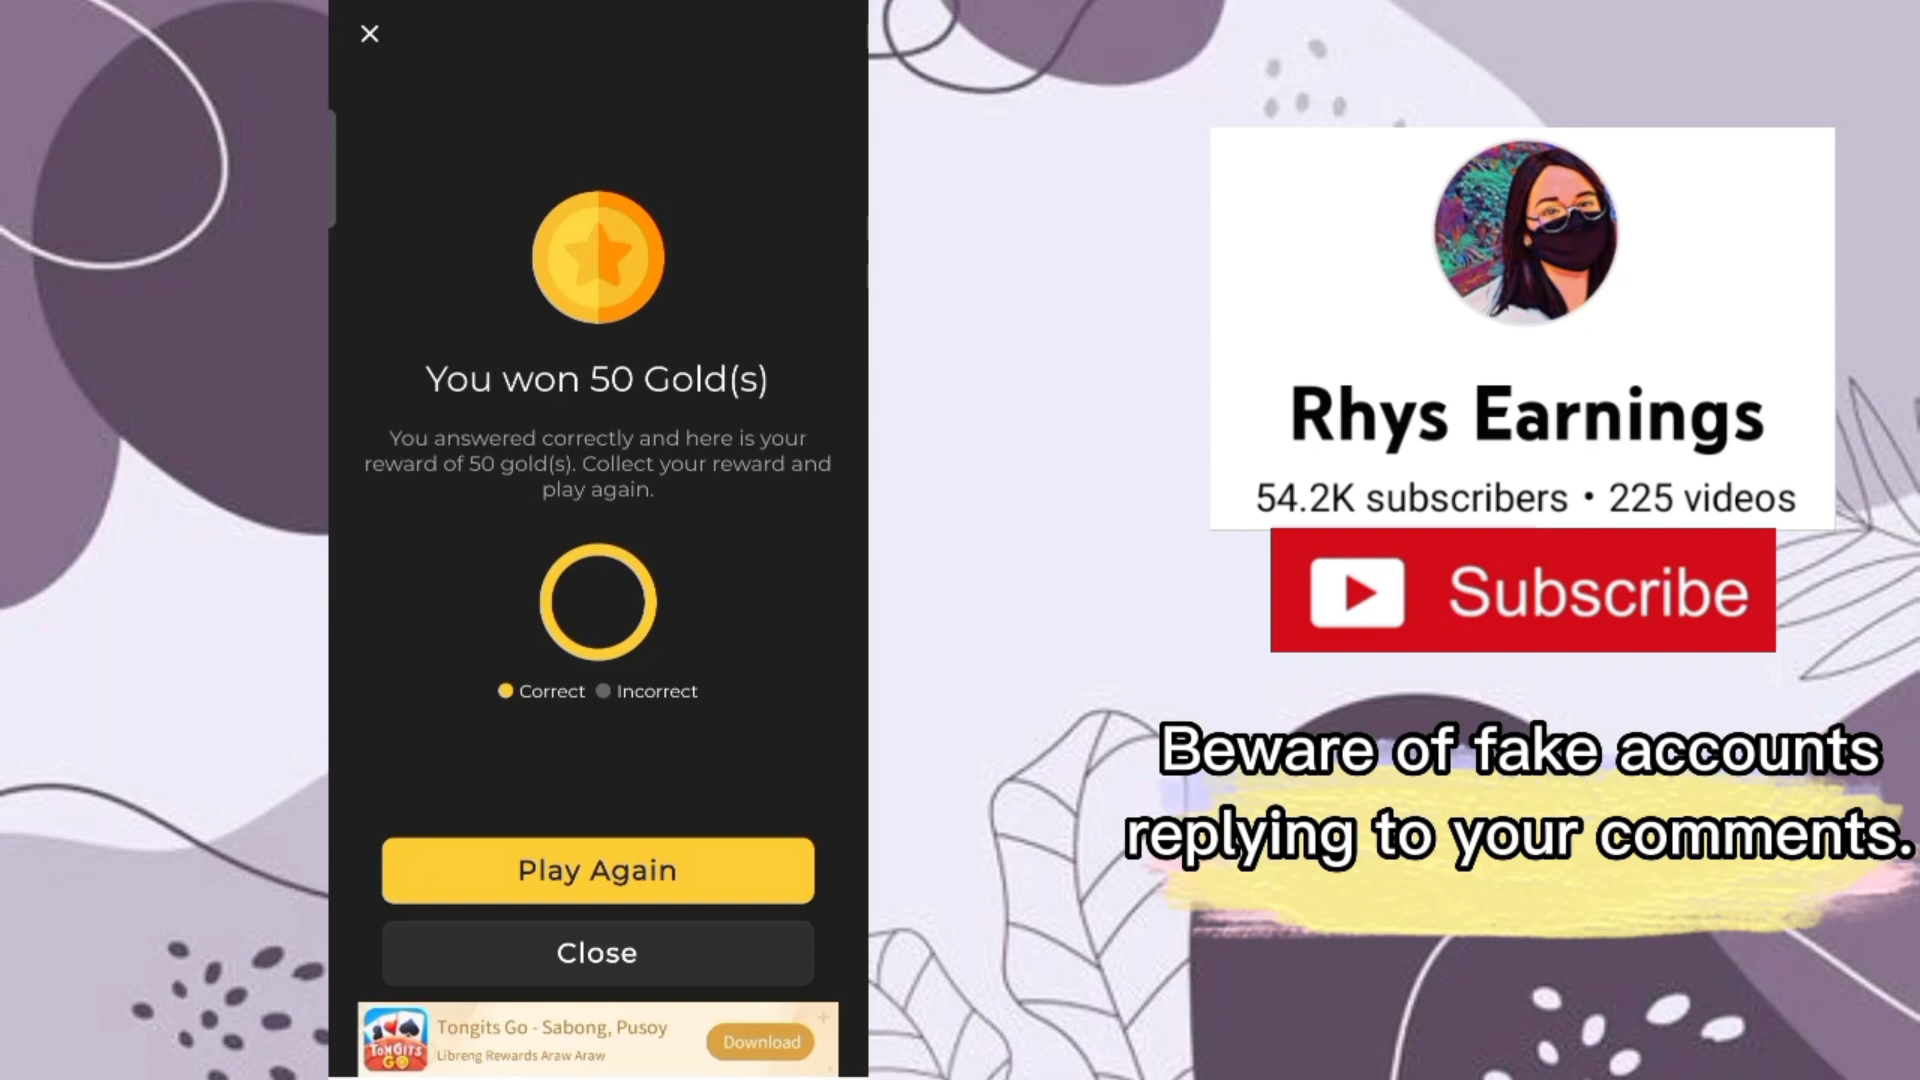 You won 50 Gold(s)
You answered correctly and here is your
reward of 50 gold(s). Collect your reward and
play again.
Correct Incorrect
Play Again
Close
TONGITS
GO
Tongits Go - Sabong, Pusoy
Libreng Rewards Araw Araw
Download
Rhys Earnings
54.2K subscribers • 225 videos
Subscribe
Beware of fake accounts
replying to your comments.